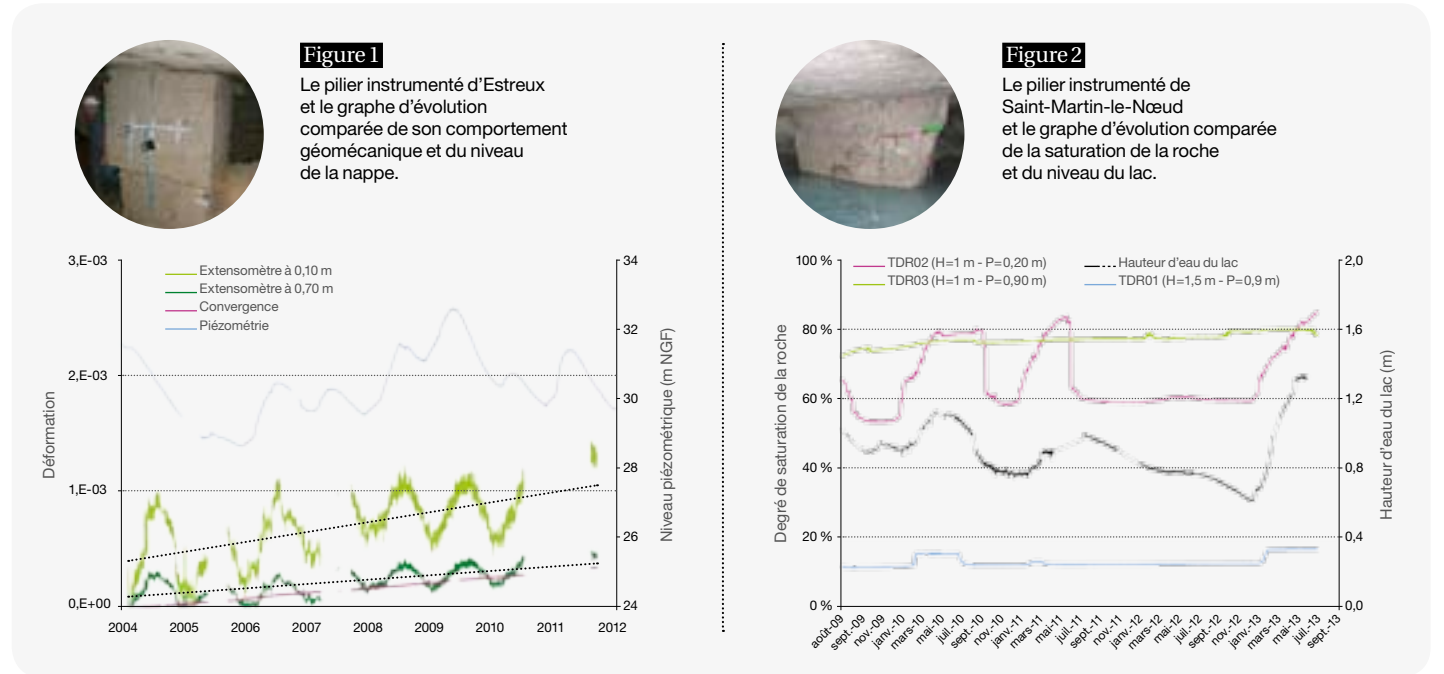 Figure 1
Le pilier instrumenté d'Estreux
et le graphe d'évolution
comparée de son comportement
géomécanique et du niveau
de la nappe.
3,E-03
2,E-03
1,E-03
0,E+00
Déformation
Extensomètre à 0,10 m
Extensomètre à 0,70 m
Convergence
Piézométrie
34
32
30
28
26
24
Niveau piézométrique (m NGF)
2004 2005 2006 2007 2008 2009 2010 2011 2012
Figure 2
Le pilier instrumenté de
Saint-Martin-le-Nœud
et le graphe d'évolution comparée
de la saturation de la roche
et du niveau du lac.
100 %
80 %
60 %
40 %
20 %
0 %
Degré de saturation de la roche
TDR02 (H=1 m - P=0,20 m)
TDR03 (H=1 m - P=0,90 m)
Hauteur d'eau du lac
TDR01 (H=1,5 m - P=0,9 m)
2,0
1,6
1,2
0,8
0,4
0,0
Hauteur d'eau du lac (m)
août-09 sept.-09 nov.-09 janv.-10 mars-10 mai-10 juil.-10 sept.-10 nov.-10 janv.-11 mars-11 mai-11 juil.-11 sept.-11 nov.-11 janv.-12 mars-12 mai-12 juil.-12 sept.-12 nov.-12 janv.-13 mars-13 mai-13 juil.-13 sept.-13